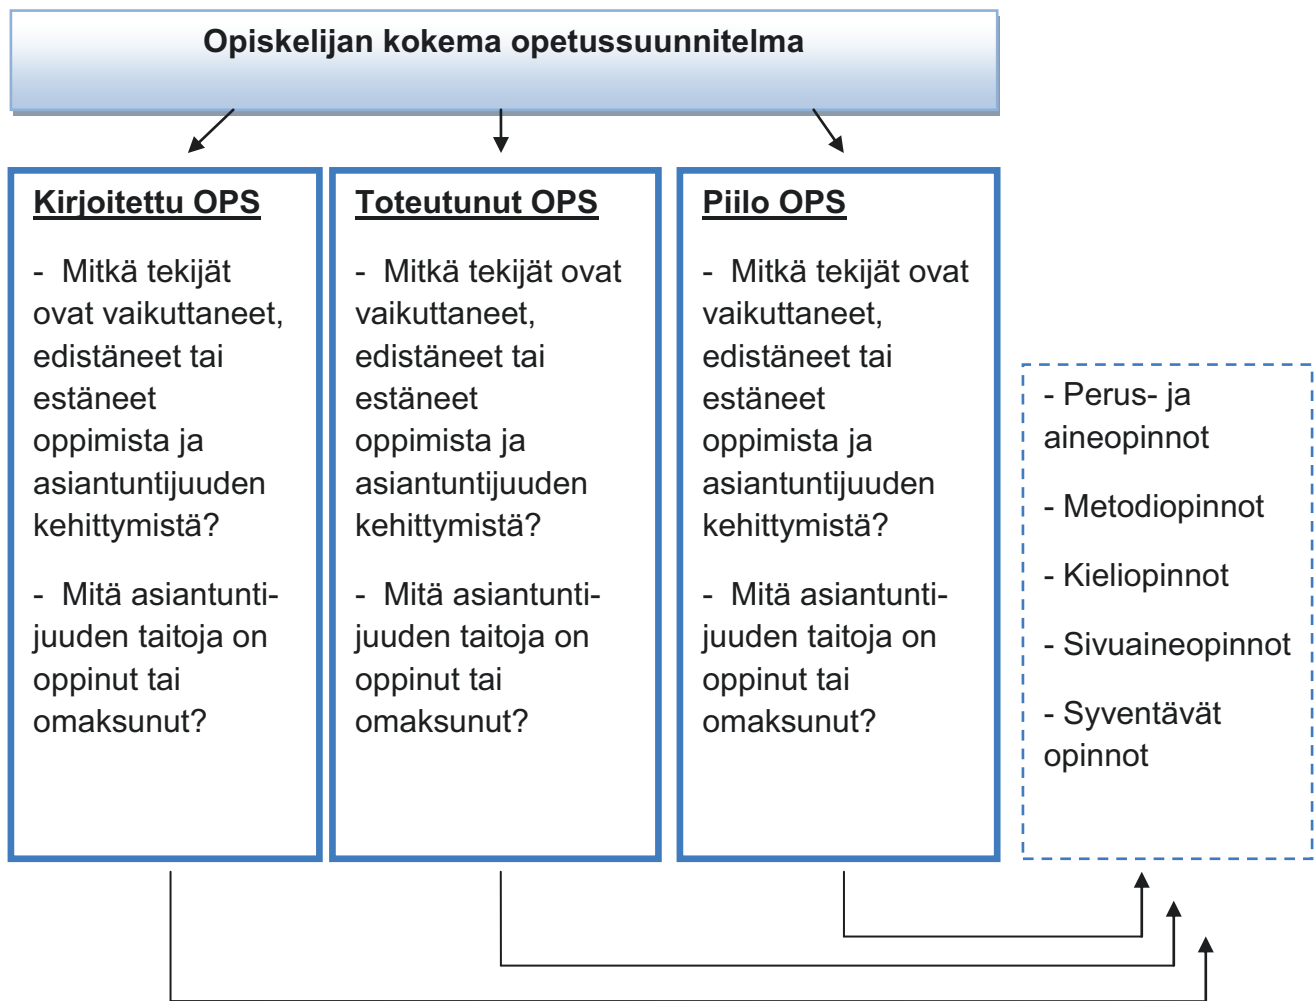 Opiskelijan kokema opetussuunnitelma
Kirjoitettu OPS
- Mitkä tekijät
ovat vaikuttaneet,
edistäneet tai
estäneet
oppimista ja
asiantuntijuuden
kehittymistä?
- Mitä asiantunti-
juuden taitoja on
oppinut tai
omaksunut?
Toteutunut OPS
- Mitkä tekijät ovat
vaikuttaneet,
edistäneet tai
estäneet
oppimista ja
asiantuntijuuden
kehittymistä?
- Mitä asiantunti-
juuden taitoja on
oppinut tai
omaksunut?
Piilo OPS
- Mitkä tekijät ovat
vaikuttaneet,
edistäneet tai
estäneet
oppimista ja
asiantuntijuuden
kehittymistä?
- Mitä asiantunti-
juuden taitoja on
oppinut tai
omaksunut?
- Perus- ja
aineopinnot
- Metodiopinnot
- Kieliopinnot
- Sivuaineopinnot
- Syventävät
opinnot